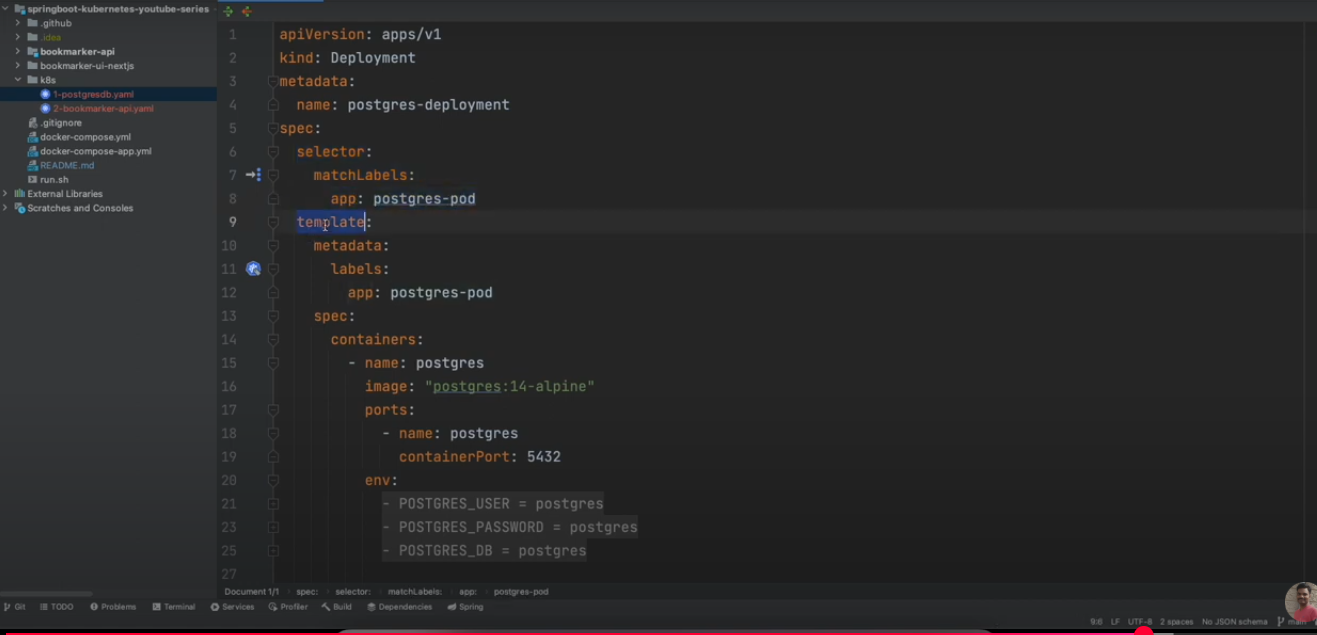 springboot-kubernetes-youtube-series
.github
.idea
bookmarker-api
bookmarker-ui-nextjs
k8s
1-postgresdb.yaml
2-bookmarker-api.yaml
.gitignore
docker-compose.yml
docker-compose-app.yml
README.md
run.sh
External Libraries
Scratches and Consoles
1 apiVersion: apps/v1
2 kind: Deployment
3 metadata:
4 name: postgres-deployment
5 spec:
6 selector:
7 matchLabels:
8 app: postgres-pod
9 template:
10 metadata:
11 labels:
12 app: postgres-pod
13 spec:
14 containers:
15 - name: postgres
16 image: "postgres:14-alpine"
17 ports:
18 - name: postgres
19 containerPort: 5432
20 env:
21 - POSTGRES_USER = postgres
23 - POSTGRES_PASSWORD = postgres
25 - POSTGRES_DB = postgres
27
Document 1/1 spec: selector: matchLabels: app: postgres-pod
Git TODO Problems Terminal Services Profiler Build Dependencies Spring
9:6 LF UTF-8 2 spaces No JSON schema main